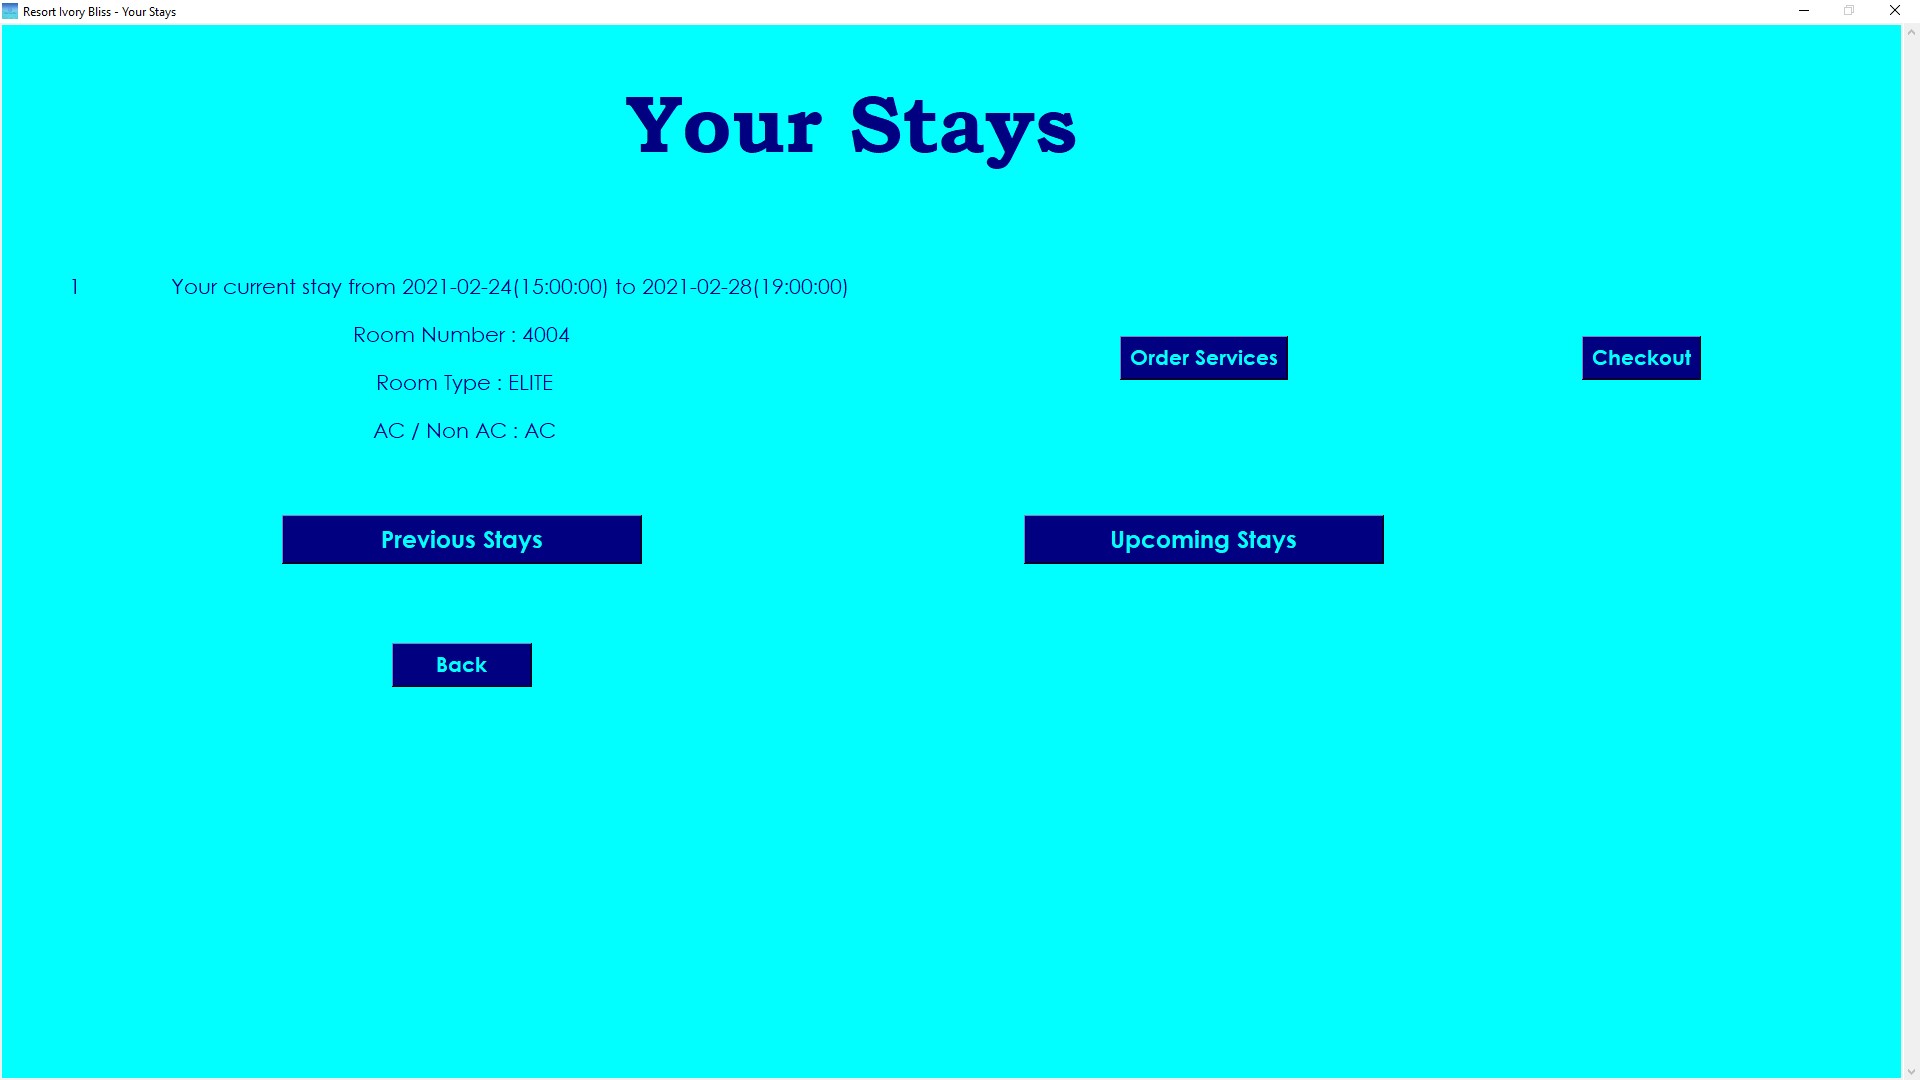 Resort Ivory Bliss - Your Stays
Your Stays
1 Your current stay from 2021-02-24(15:00:00) to 2021-02-28(19:00:00)
Room Number : 4004
Order Services Checkout
Room Type : ELITE
AC / Non AC : AC
Previous Stays Upcoming Stays
Back